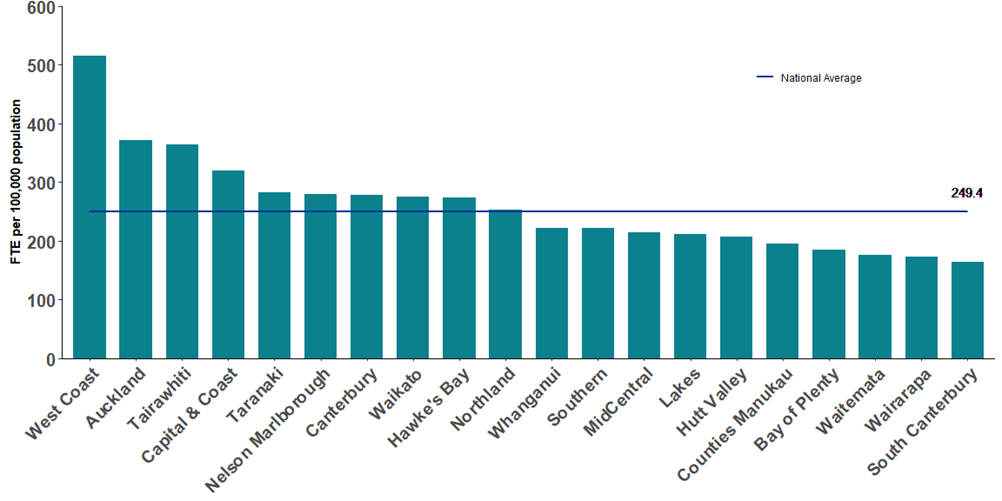 600
500
400
300
200
100
0
FTE per 100,000 population
National Average
249.4
West Coast
Auckland
Tairawhiti
Capital & Coast
Taranaki
Nelson Marlborough
Canterbury
Waikato
Hawke's Bay
Northland
Whanganui
Southern
MidCentral
Lakes
Hutt Valley
Counties Manukau
Bay of Plenty
Waitemata
Wairarapa
South Canterbury